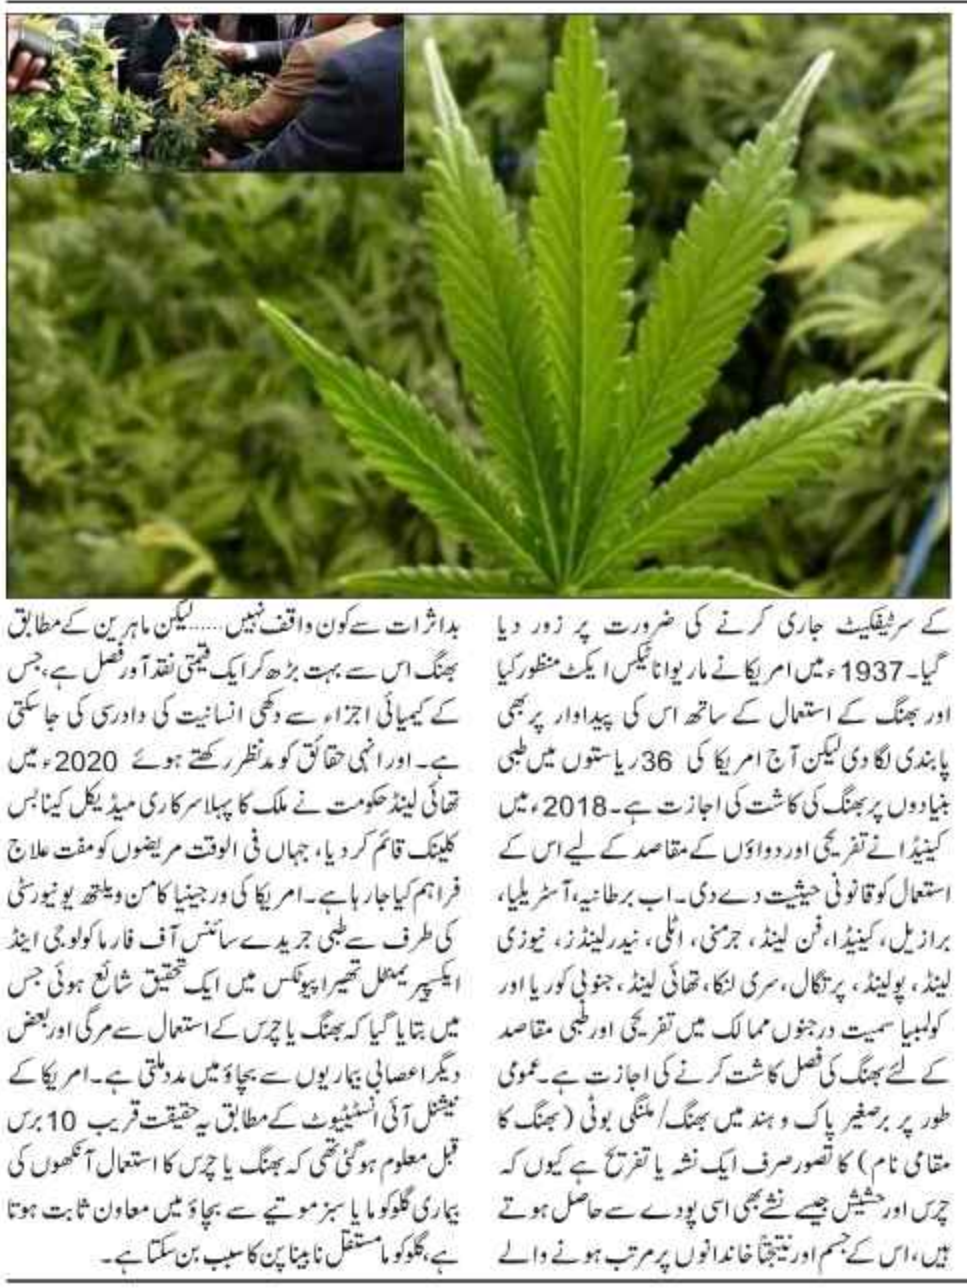 کے سرٹیفکیٹ جاری کرنے کی ضرورت پر زور دیا
گیا۔ 1937ء میں امریکا نے ماریوانا ٹیکس ایکٹ منظور کیا
اور بھنگ کے استعمال کے ساتھ اس کی پیداوار پر بھی
پابندی لگا دی لیکن آج امریکا کی 36 ریاستوں میں طبی
بنیادوں پر بھنگ کی کاشت کی اجازت ہے۔ 2018ء میں
کینیڈا نے تفریحی اور دواؤں کے مقاصد کے لیے اس کے
استعمال کو قانونی حیثیت دے دی۔ اب برطانیہ، آسٹریلیا،
برازیل، کینیڈا، فن لینڈ، جرمنی، اٹلی، نیدرلینڈز، نیوزی
لینڈ، پولینڈ، پرتگال، سری لنکا، تھائی لینڈ، جنوبی کوریا اور
کولمبیا سمیت درجنوں ممالک میں تفریحی اور طبی مقاصد
کے لئے بھنگ کی فصل کاشت کرنے کی اجازت ہے۔ عمومی
طور پر برصغیر پاک و ہند میں بھنگ/ملنگی بوٹی (بھنگ کا
مقامی نام) کا تصور صرف ایک نشہ یا تفریح ہے کیوں کہ
چرس اور حشیش جیسے نشے بھی اسی پودے سے حاصل ہوتے
ہیں، اس کے جسم اور نتیجتاً خاندانوں پر مرتب ہونے والے
بداثرات سے کون واقف نہیں......لیکن ماہرین کے مطابق
بھنگ اس سے بہت بڑھ کر ایک قیمتی نقد آور فصل ہے، جس
کے کیمیائی اجزاء سے دکھی انسانیت کی دادرسی کی جا سکتی
ہے۔ اور انہی حقائق کو مدنظر رکھتے ہوئے 2020ء میں
تھائی لینڈ حکومت نے ملک کا پہلا سرکاری میڈیکل کینابس
کلینک قائم کر دیا، جہاں فی الوقت مریضوں کو مفت علاج
فراہم کیا جا رہا ہے۔ امریکا کی ورجینیا کامن ویلتھ یونیورسٹی
کی طرف سے طبی جریدے سائنس آف فارماکولوجی اینڈ
ایکسپریمنٹل تھیراپیوٹکس میں ایک تحقیق شائع ہوئی جس
میں بتایا گیا کہ بھنگ یا چرس کے استعمال سے مرگی اور بعض
دیگر اعصابی بیماریوں سے بچاؤ میں مدد ملتی ہے۔ امریکا کے
نیشنل آئی انسٹیٹیوٹ کے مطابق یہ حقیقت قریب 10 برس
قبل معلوم ہو گئی تھی کہ بھنگ یا چرس کا استعمال آنکھوں کی
بیماری گلوکوما یا سبز موتیے سے بچاؤ میں معاون ثابت ہوتا
ہے، گلوکوما مستقل نابینا پن کا سبب بن سکتا ہے۔